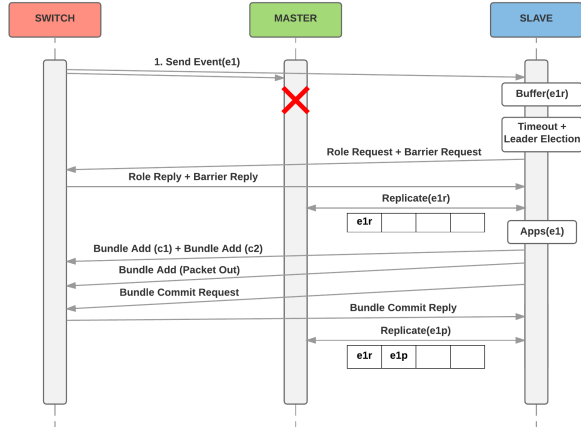 SWITCH
MASTER
SLAVE
1. Send Event(e1)
Buffer(e1r)
Timeout +
Leader Election
Role Request + Barrier Request
Role Reply + Barrier Reply
Replicate(e1r)
e1r
Apps(e1)
Bundle Add (c1) + Bundle Add (c2)
Bundle Add (Packet Out)
Bundle Commit Request
Bundle Commit Reply
Replicate(e1p)
e1r e1p